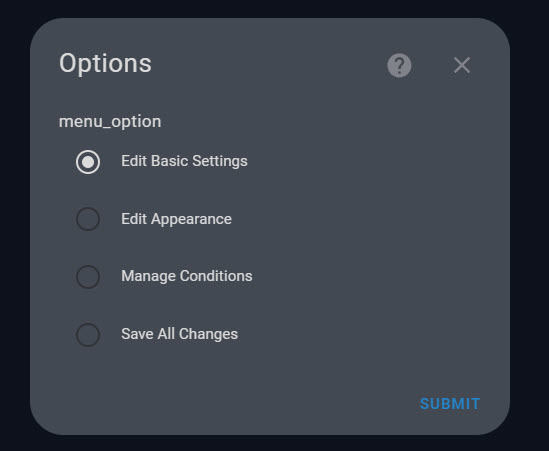 Options
?
menu_option
Edit Basic Settings
Edit Appearance
Manage Conditions
Save All Changes
SUBMIT